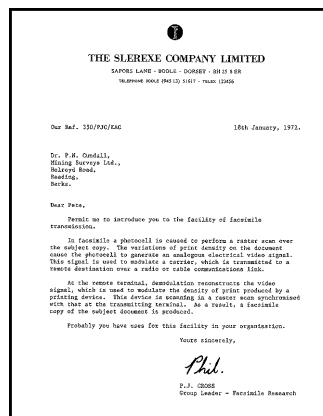 THE SLEREXE COMPANY LIMITED
SAPORS LANE - BOOLE - DORSET - BH 25 8 ER
TELEPHONE BOOLE (945 13) 51617 - TELEX 123456
Our Ref. 350/PJC/EAC
18th January, 1972.
Dr. P.N. Cundall,
Mining Surveys Ltd.,
Holroyd Road,
Reading,
Berks.
Dear Pete,
Permit me to introduce you to the facility of facsimile
transmission.
In facsimile a photocell is caused to perform a raster scan over
the subject copy. The variations of print density on the document
cause the photocell to generate an analogous electrical video signal.
This signal is used to modulate a carrier, which is transmitted to a
remote destination over a radio or cable communications link.
At the remote terminal, demodulation reconstructs the video
signal, which is used to modulate the density of print produced by a
printing device. This device is scanning in a raster scan synchronised
with that at the transmitting terminal. As a result, a facsimile
copy of the subject document is produced.
Probably you have uses for this facility in your organisation.
Yours sincerely,
Phil.
P.J. CROSS
Group Leader - Facsimile Research